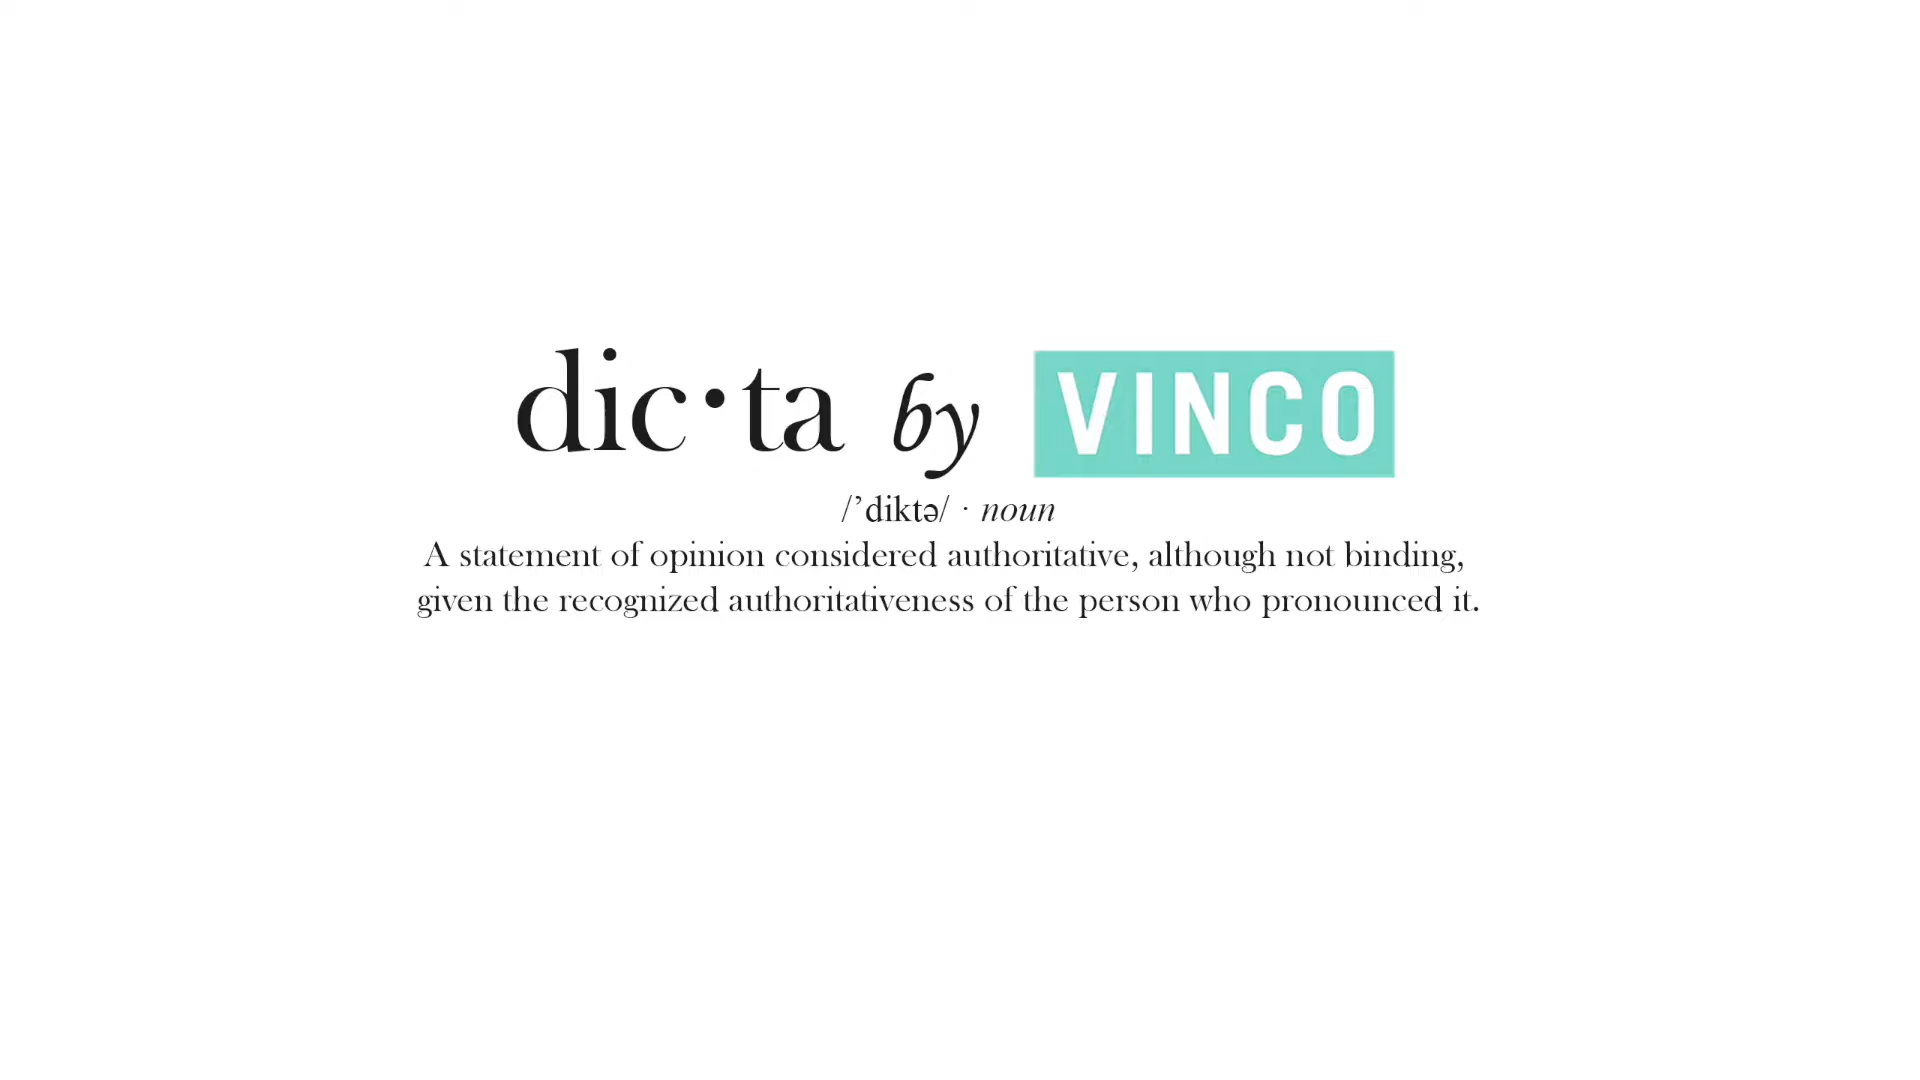 dic·ta by VINCO
/’diktə/ · noun
A statement of opinion considered authoritative, although not binding,
given the recognized authoritativeness of the person who pronounced it.